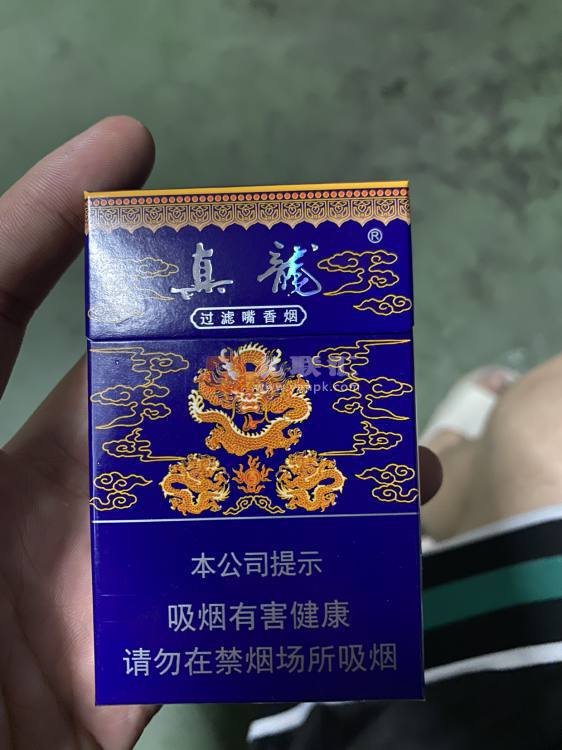 真龍
®
过滤嘴香烟
本公司提示
吸烟有害健康
请勿在禁烟场所吸烟